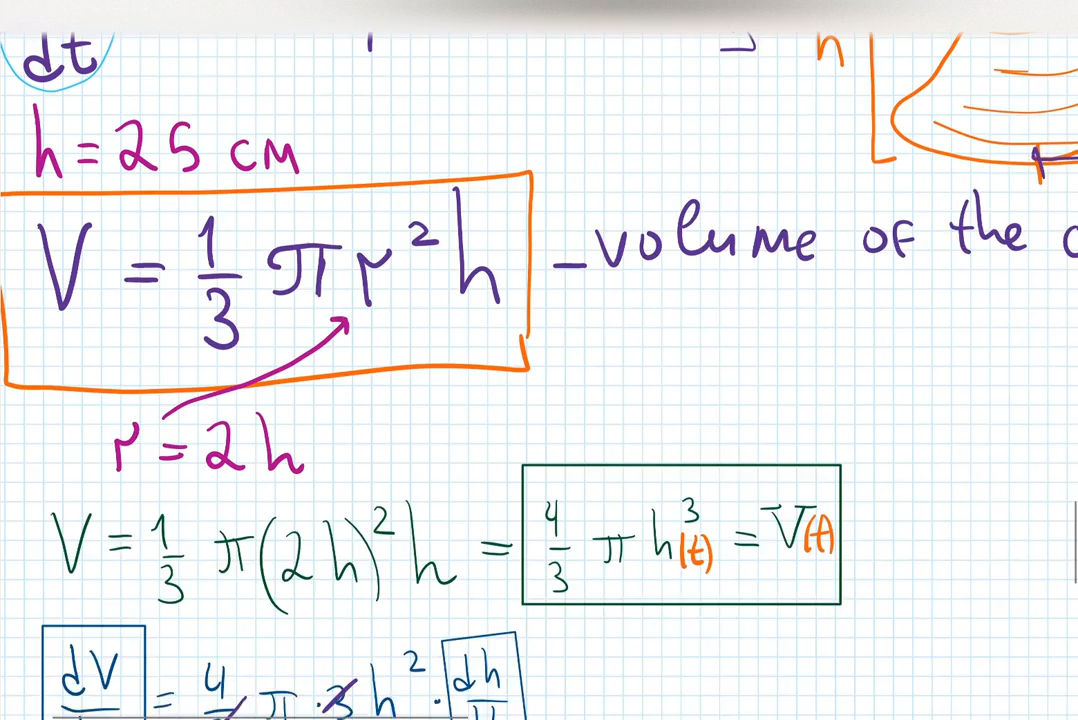 dt h
h = 25 cm
V = 1/3 π r² h – volume of the
r = 2h
V = 1/3 π (2h)² h = 4/3 π h³(t) = V(t)
dV = 4 π · 3 h² · dh